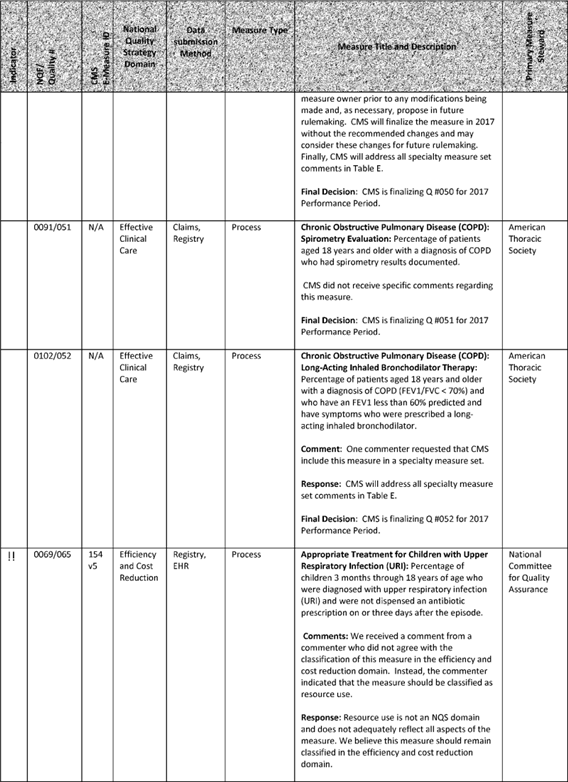 Indicator
NQF/
Quality #
CMS
E-Measure ID
National
Quality
Strategy
Domain
Data
submission
Method
Measure Type
Measure Title and Description
Primary Measure
Steward
measure owner prior to any modifications being
made and, as necessary, propose in future
rulemaking. CMS will finalize the measure in 2017
without the recommended changes and may
consider these changes for future rulemaking.
Finally, CMS will address all specialty measure set
comments in Table E.
Final Decision: CMS is finalizing Q #050 for 2017
Performance Period.
0091/051
N/A
Effective
Clinical
Care
Claims,
Registry
Process
Chronic Obstructive Pulmonary Disease (COPD):
Spirometry Evaluation: Percentage of patients
aged 18 years and older with a diagnosis of COPD
who had spirometry results documented.
CMS did not receive specific comments regarding
this measure.
Final Decision: CMS is finalizing Q #051 for 2017
Performance Period.
American
Thoracic
Society
0102/052
N/A
Effective
Clinical
Care
Claims,
Registry
Process
Chronic Obstructive Pulmonary Disease (COPD):
Long-Acting Inhaled Bronchodilator Therapy:
Percentage of patients aged 18 years and older
with a diagnosis of COPD (FEV1/FVC < 70%) and
who have an FEV1 less than 60% predicted and
have symptoms who were prescribed a long-
acting inhaled bronchodilator.
Comment: One commenter requested that CMS
include this measure in a specialty measure set.
Response: CMS will address all specialty measure
set comments in Table E.
Final Decision: CMS is finalizing Q #052 for 2017
Performance Period.
American
Thoracic
Society
!!
0069/065
154
v5
Efficiency
and Cost
Reduction
Registry,
EHR
Process
Appropriate Treatment for Children with Upper
Respiratory Infection (URI): Percentage of
children 3 months through 18 years of age who
were diagnosed with upper respiratory infection
(URI) and were not dispensed an antibiotic
prescription on or three days after the episode.
Comments: We received a comment from a
commenter who did not agree with the
classification of this measure in the efficiency and
cost reduction domain. Instead, the commenter
indicated that the measure should be classified as
resource use.
Response: Resource use is not an NQS domain
and does not adequately reflect all aspects of the
measure. We believe this measure should remain
classified in the efficiency and cost reduction
domain.
National
Committee
for Quality
Assurance